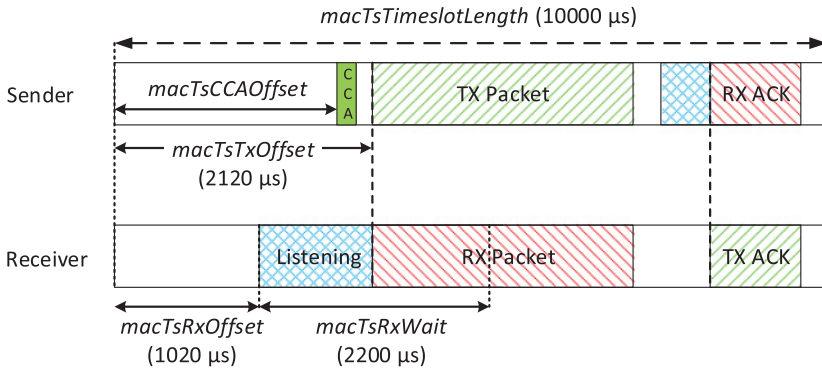 macTsTimeslotLength (10000 µs)
Sender
macTsCCAOffset
CCA
TX Packet
RX ACK
macTsTxOffset
(2120 µs)
Receiver
Listening
RX Packet
TX ACK
macTsRxOffset
(1020 µs)
macTsRxWait
(2200 µs)